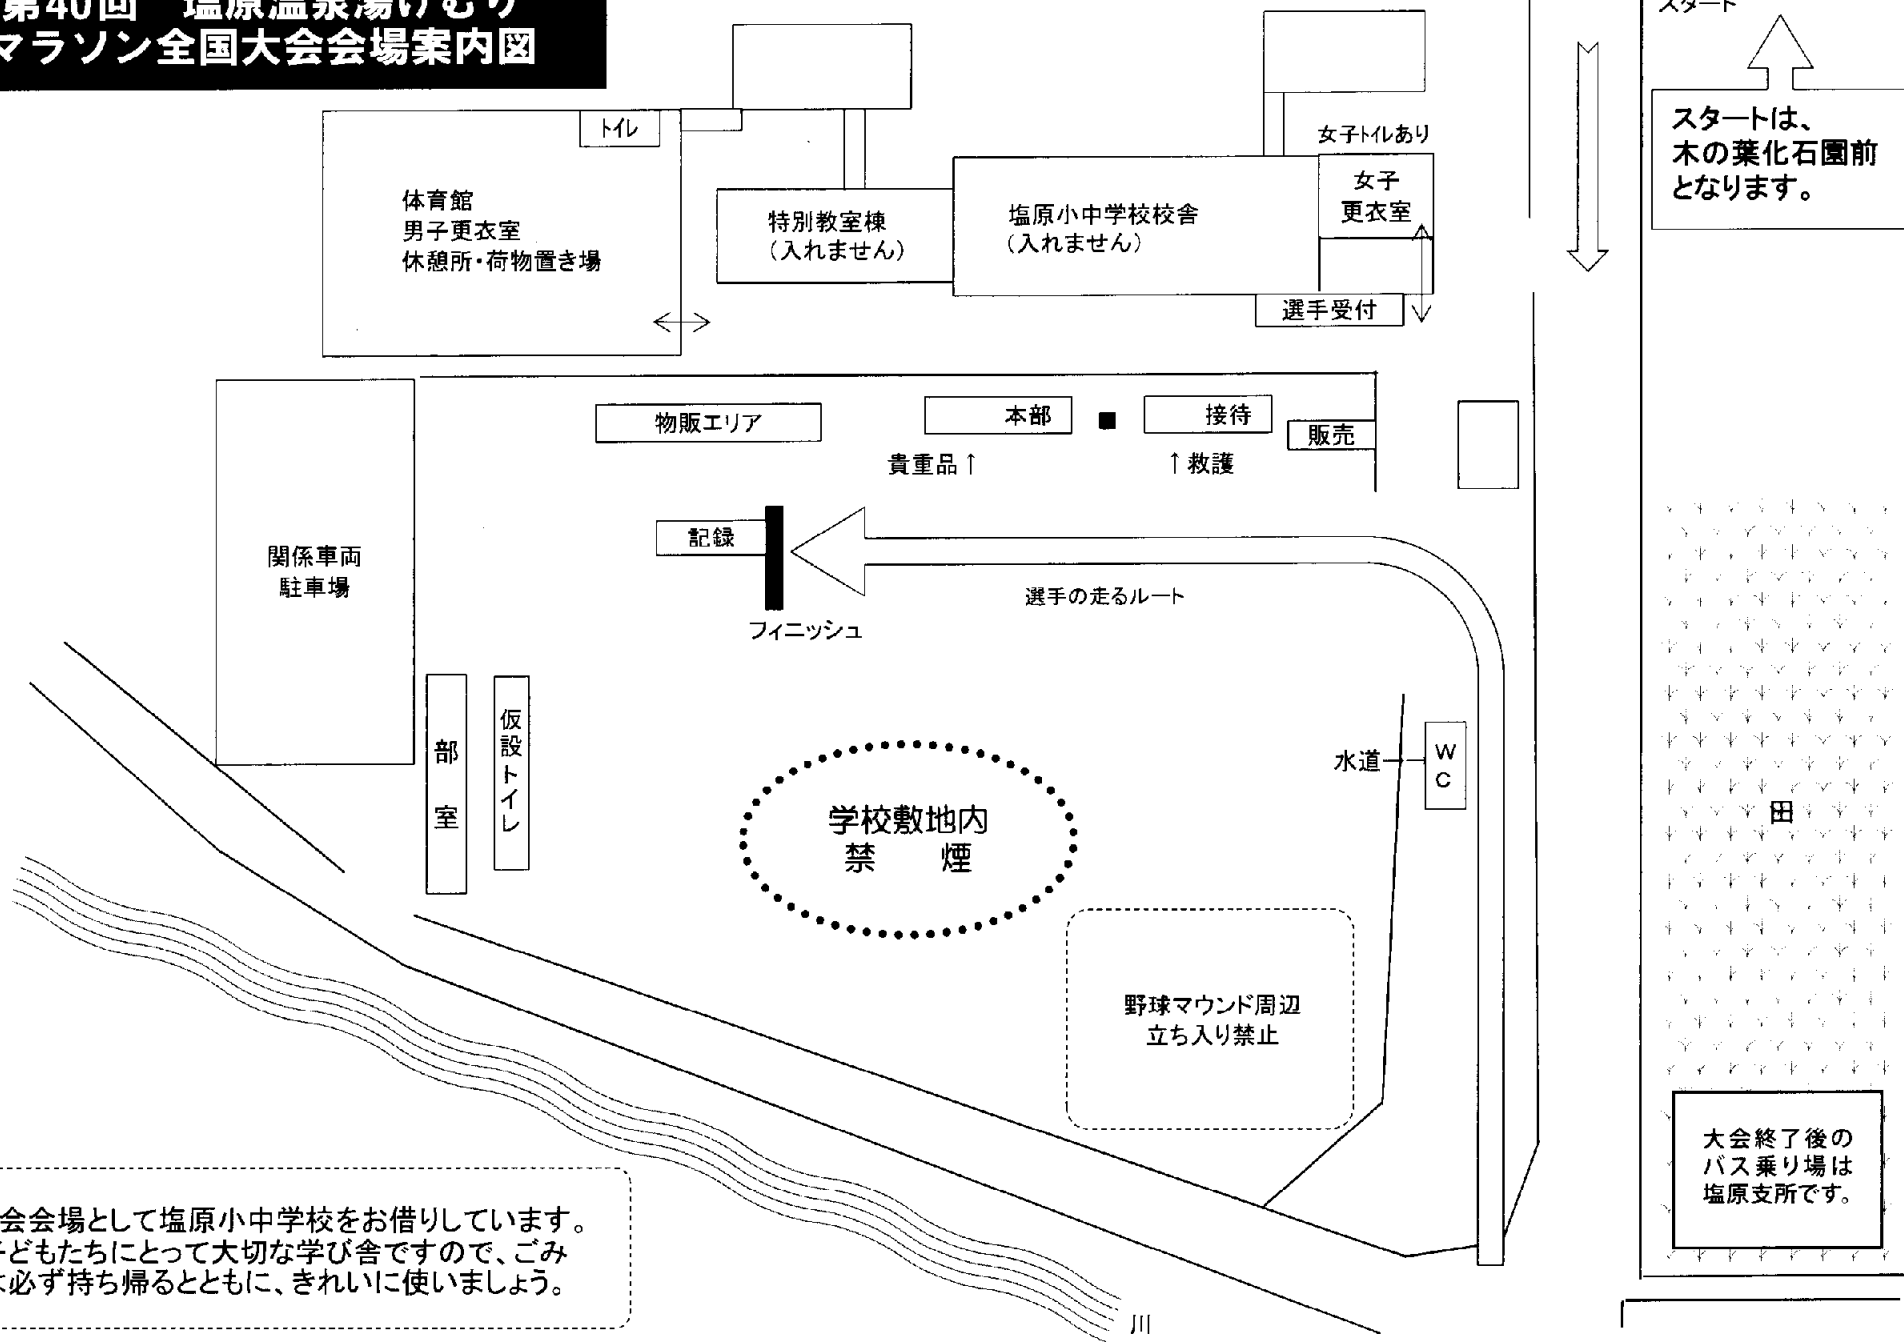 第40回 塩原温泉湯けむり
マラソン全国大会会場案内図
スタート
スタートは、
木の葉化石園前
となります。
トイレ
体育館
男子更衣室
休憩所・荷物置き場
特別教室棟
（入れません）
塩原小中学校校舎
（入れません）
女子トイレあり
女子
更衣室
選手受付
物販エリア
本部
接待
販売
貴重品↑
↑救護
記録
フィニッシュ
選手の走るルート
関係車両
駐車場
部室
仮設トイレ
水道
WC
学校敷地内
禁 煙
野球マウンド周辺
立ち入り禁止
田
大会終了後の
バス乗り場は
塩原支所です。
会会場として塩原小中学校をお借りしています。
子どもたちにとって大切な学び舎ですので、ごみ
は必ず持ち帰るとともに、きれいに使いましょう。
川